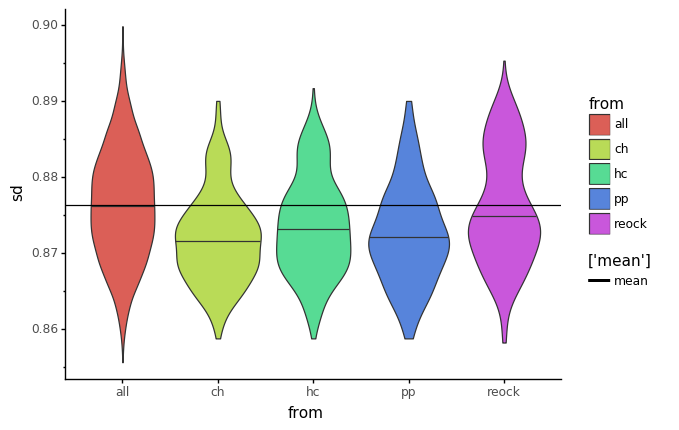 0.90
0.89
0.88
0.87
0.86
sd
all
ch
hc
pp
reock
from
from
all
ch
hc
pp
reock
['mean']
mean